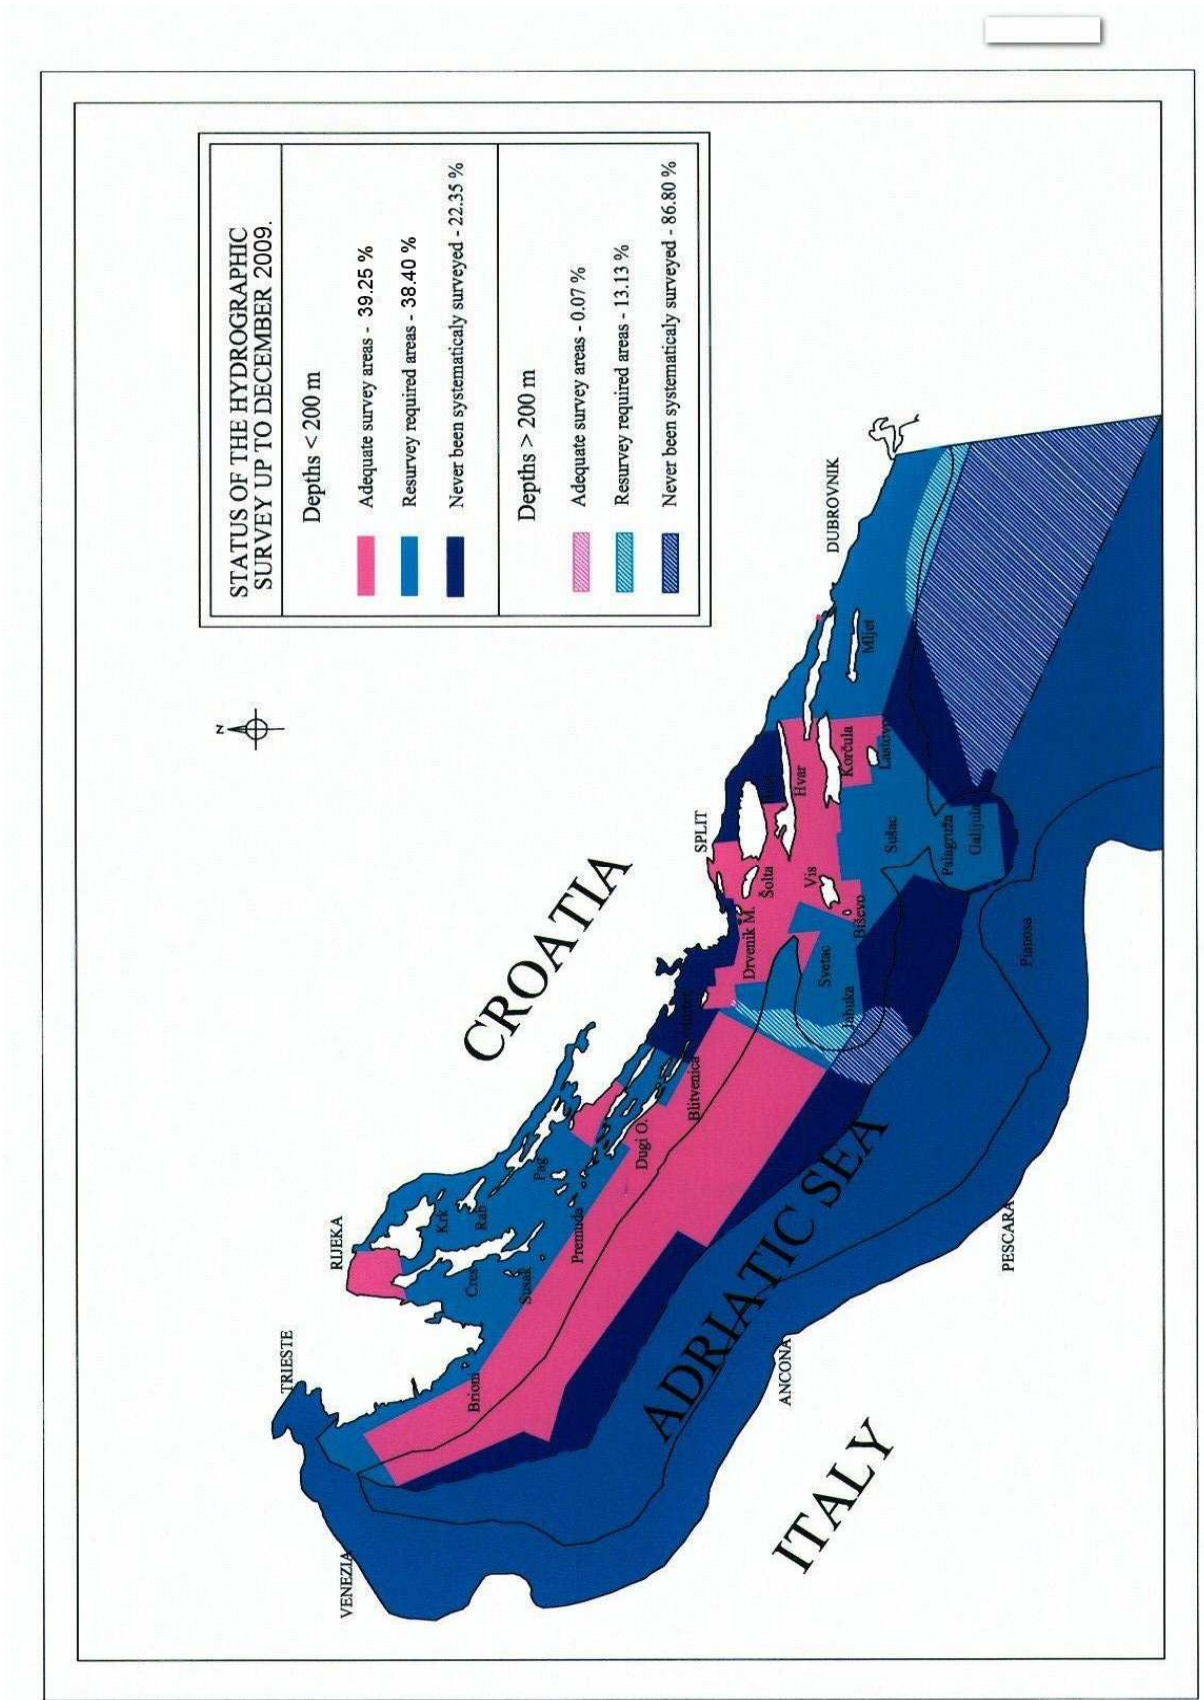 STATUS OF THE HYDROGRAPHIC
SURVEY UP TO DECEMBER 2009.
Depths < 200 m
Adequate survey areas - 39.25 %
Resurvey required areas - 38.40 %
Never been systematicaly surveyed - 22.35 %
Depths > 200 m
Adequate survey areas - 0.07 %
Resurvey required areas - 13.13 %
Never been systematicaly surveyed - 86.80 %
N
TRIESTE
VENEZIA
RIJEKA
Krk
Rab
Cres
Susak
Pag
Premuda
Brioni
Dugi O.
Blitvenica
CROATIA
SPLIT
Drvenik M.
Šolta
Hvar
Vis
Biševo
Svetac
Jabuka
Korčula
Lastovo
Sušac
Palagruža
Galijula
Mljet
DUBROVNIK
Pianosa
ADRIATIC SEA
ANCONA
PESCARA
ITALY